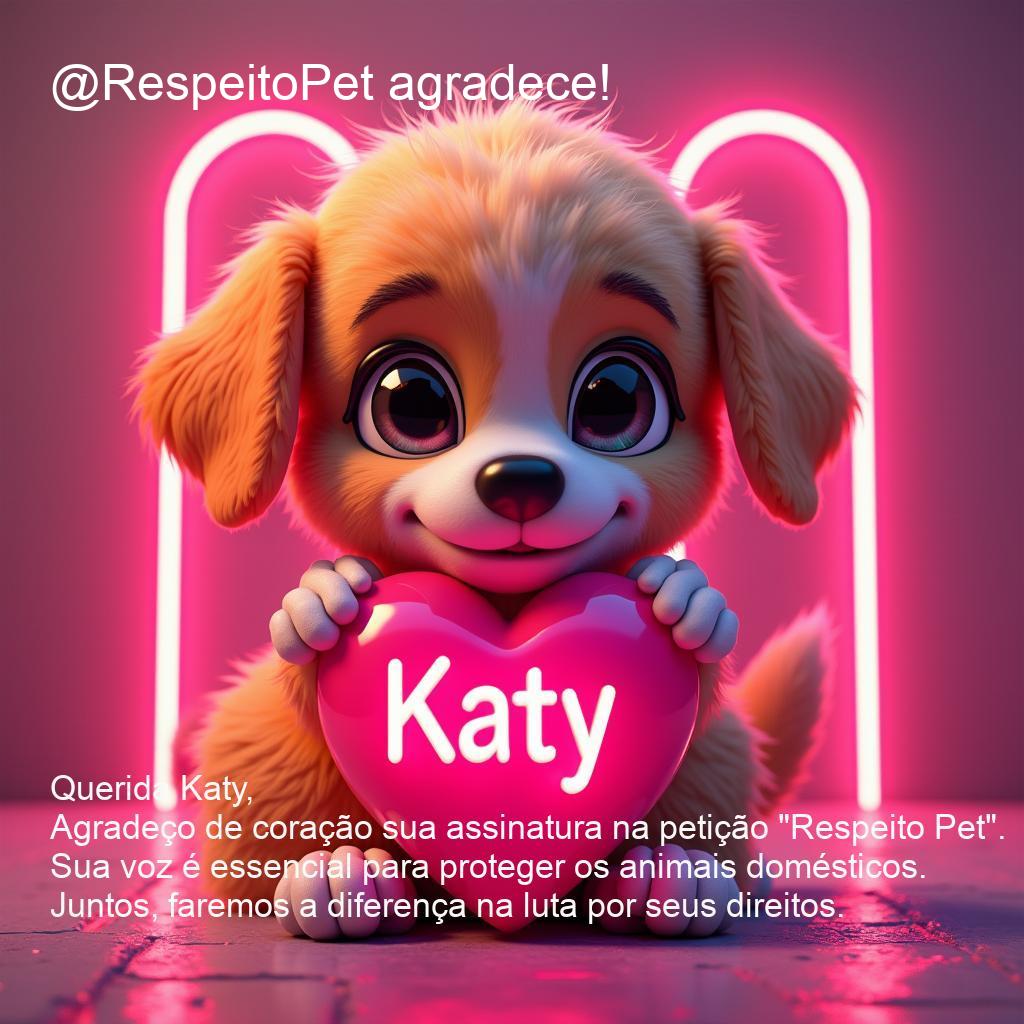 @RespeitoPet agradece!
Katy
Querida Katy,
Agradeço de coração sua assinatura na petição "Respeito Pet".
Sua voz é essencial para proteger os animais domésticos.
Juntos, faremos a diferença na luta por seus direitos.